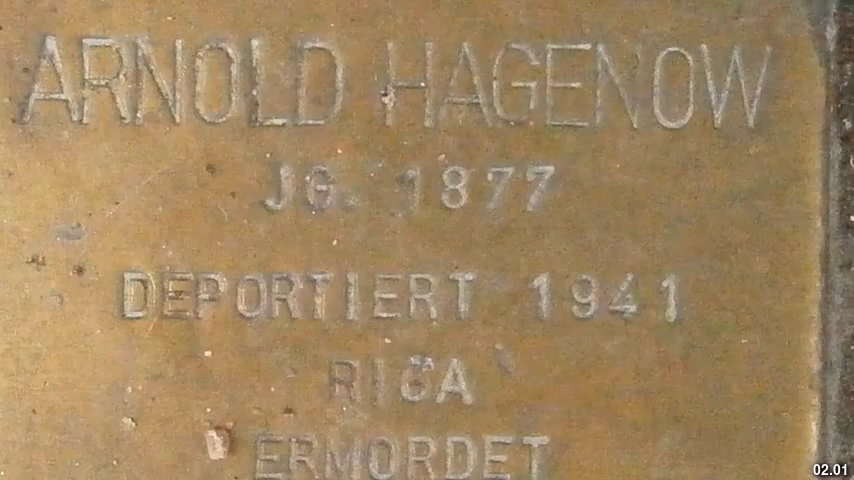 ARNOLD HAGENOW
JG. 1877
DEPORTIERT 1941
RIGA
ERMORDET
02.01